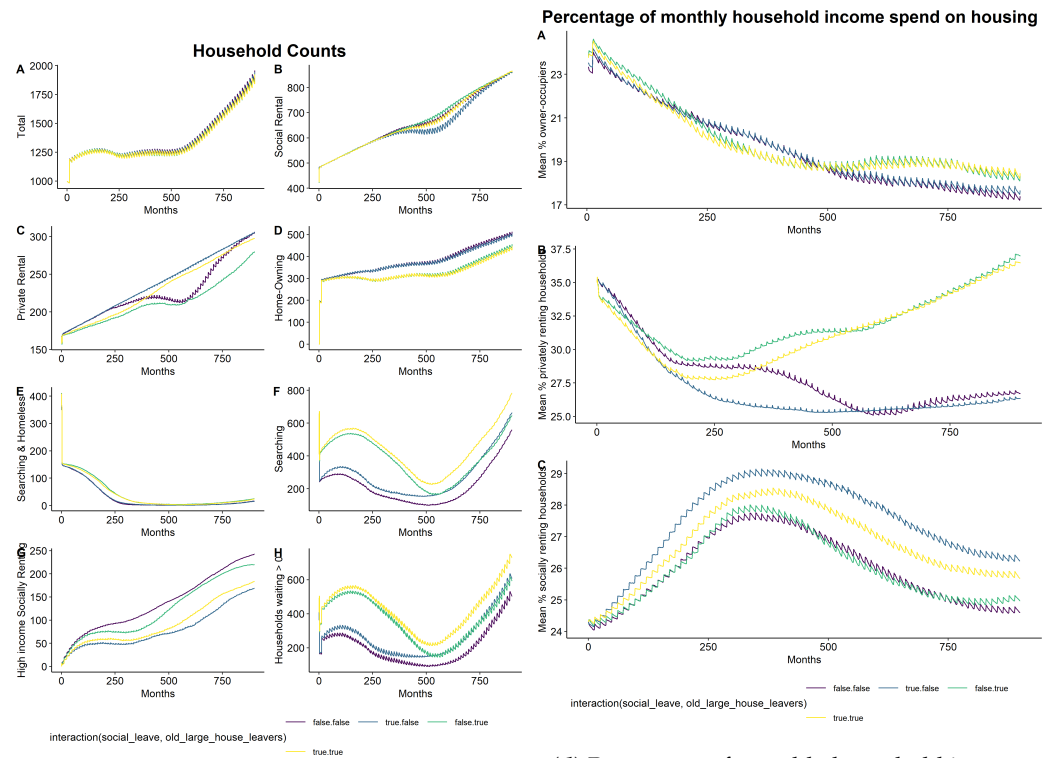 Household Counts
A
2000
1750
1500
1250
1000
Total
0 250 500 750
Months
B
800
700
600
500
400
Social Rental
0 250 500 750
Months
C
300
250
200
150
Private Rental
0 250 500 750
Months
D
500
400
300
200
100
0
Home-Owning
0 250 500 750
Months
E
400
300
200
100
0
Searching & Homeless
0 250 500 750
Months
F
800
600
400
200
Searching
0 250 500 750
Months
G
250
200
150
100
50
0
High income Socially Renting
0 250 500 750
Months
H
600
400
200
Households waiting > (
0 250 500 750
Months
interaction(social_leave, old_large_house_leavers)
false.false true.false false.true
true.true
Percentage of monthly household income spend on housing
A
23
21
19
17
Mean % owner-occupiers
0 250 500 750
Months
B
37.5
35.0
32.5
30.0
27.5
25.0
Mean % privately renting households
0 250 500 750
Months
C
29
28
27
26
25
24
Mean % socially renting households
0 250 500 750
Months
interaction(social_leave, old_large_house_leavers)
false.false true.false false.true
true.true